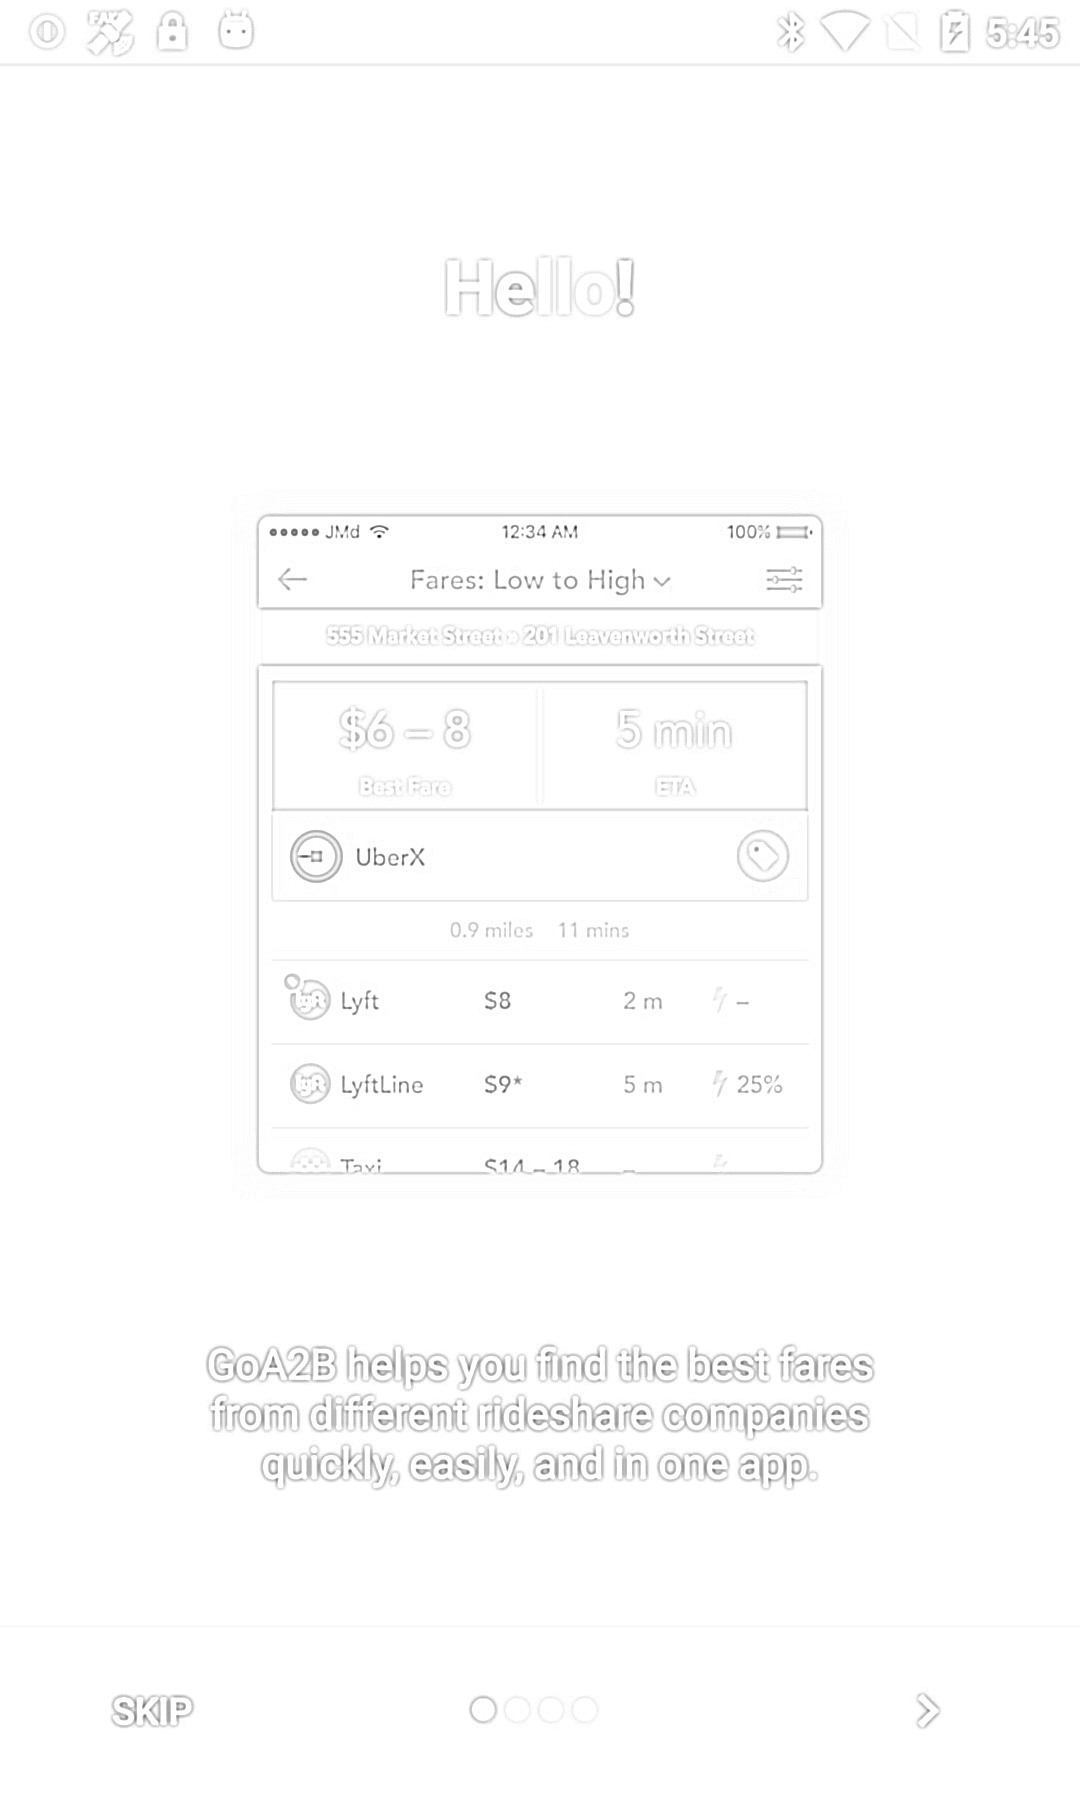 5:45
Hello!
JMd 12:34 AM 100%
Fares: Low to High
555 Market Street 201 Leavenworth Street
$6 – 8 5 min
Best Fare ETA
UberX
0.9 miles 11 mins
Lyft $8 2 m –
LyftLine $9* 5 m 25%
Taxi $14 – 18 –
GoA2B helps you find the best fares
from different rideshare companies
quickly, easily, and in one app.
SKIP